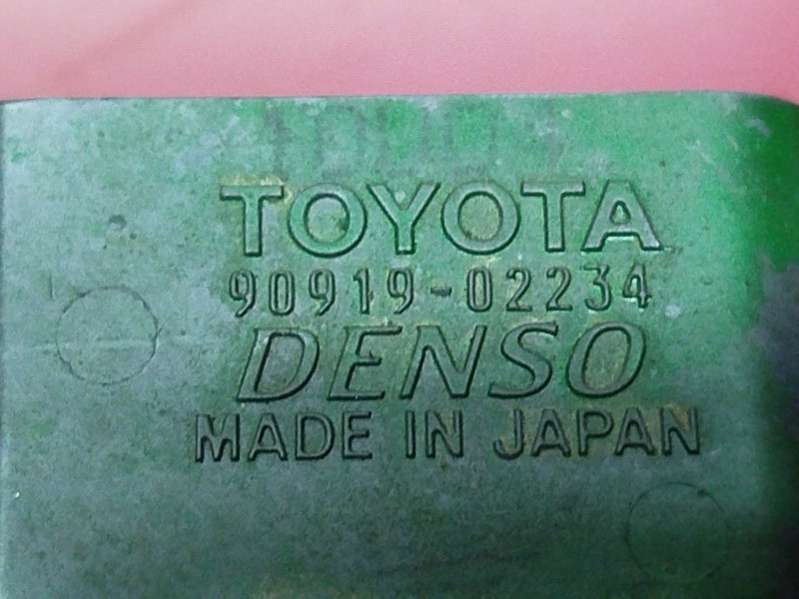 TOYOTA
90919-02234
DENSO
MADE IN JAPAN